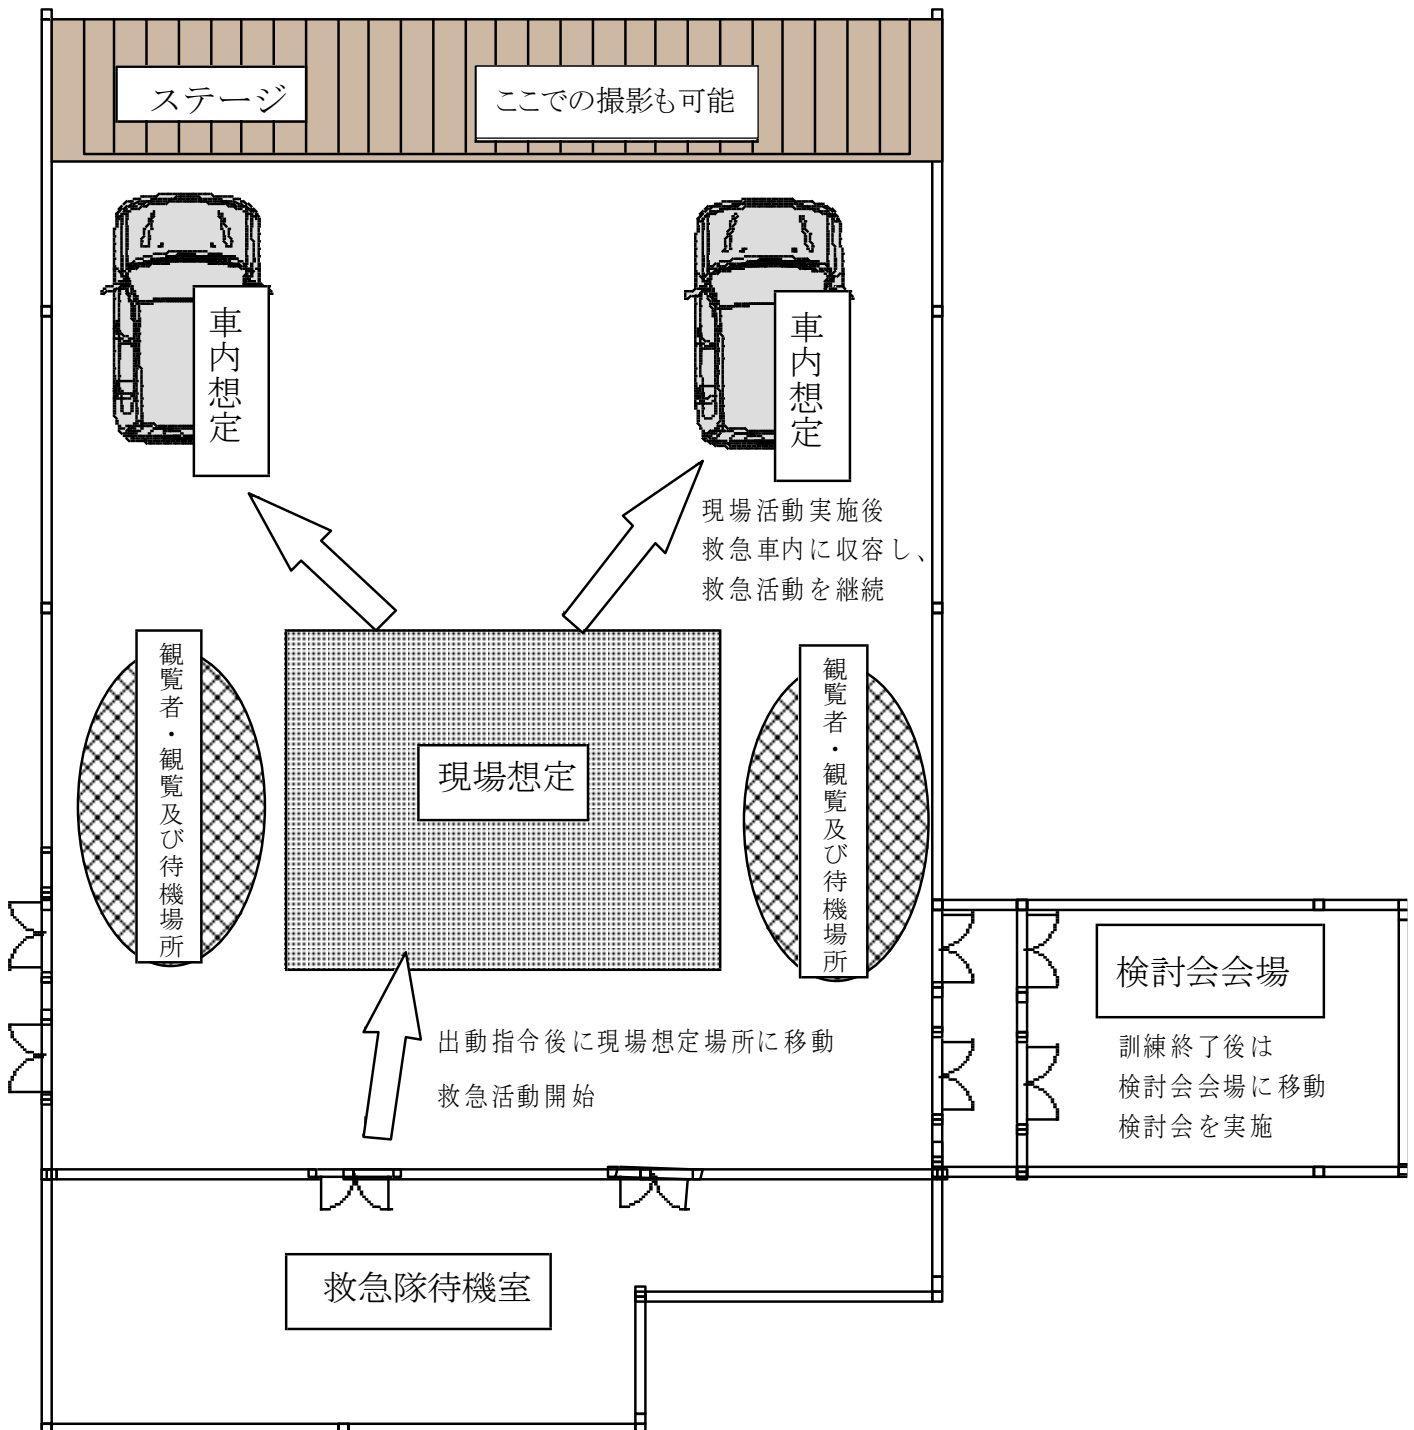 ステージ
ここでの撮影も可能
車内想定
車内想定
現場活動実施後
救急車内に収容し、
救急活動を継続
観覧者・観覧及び待機場所
現場想定
観覧者・観覧及び待機場所
出動指令後に現場想定場所に移動
救急活動開始
検討会会場
訓練終了後は
検討会会場に移動
検討会を実施
救急隊待機室